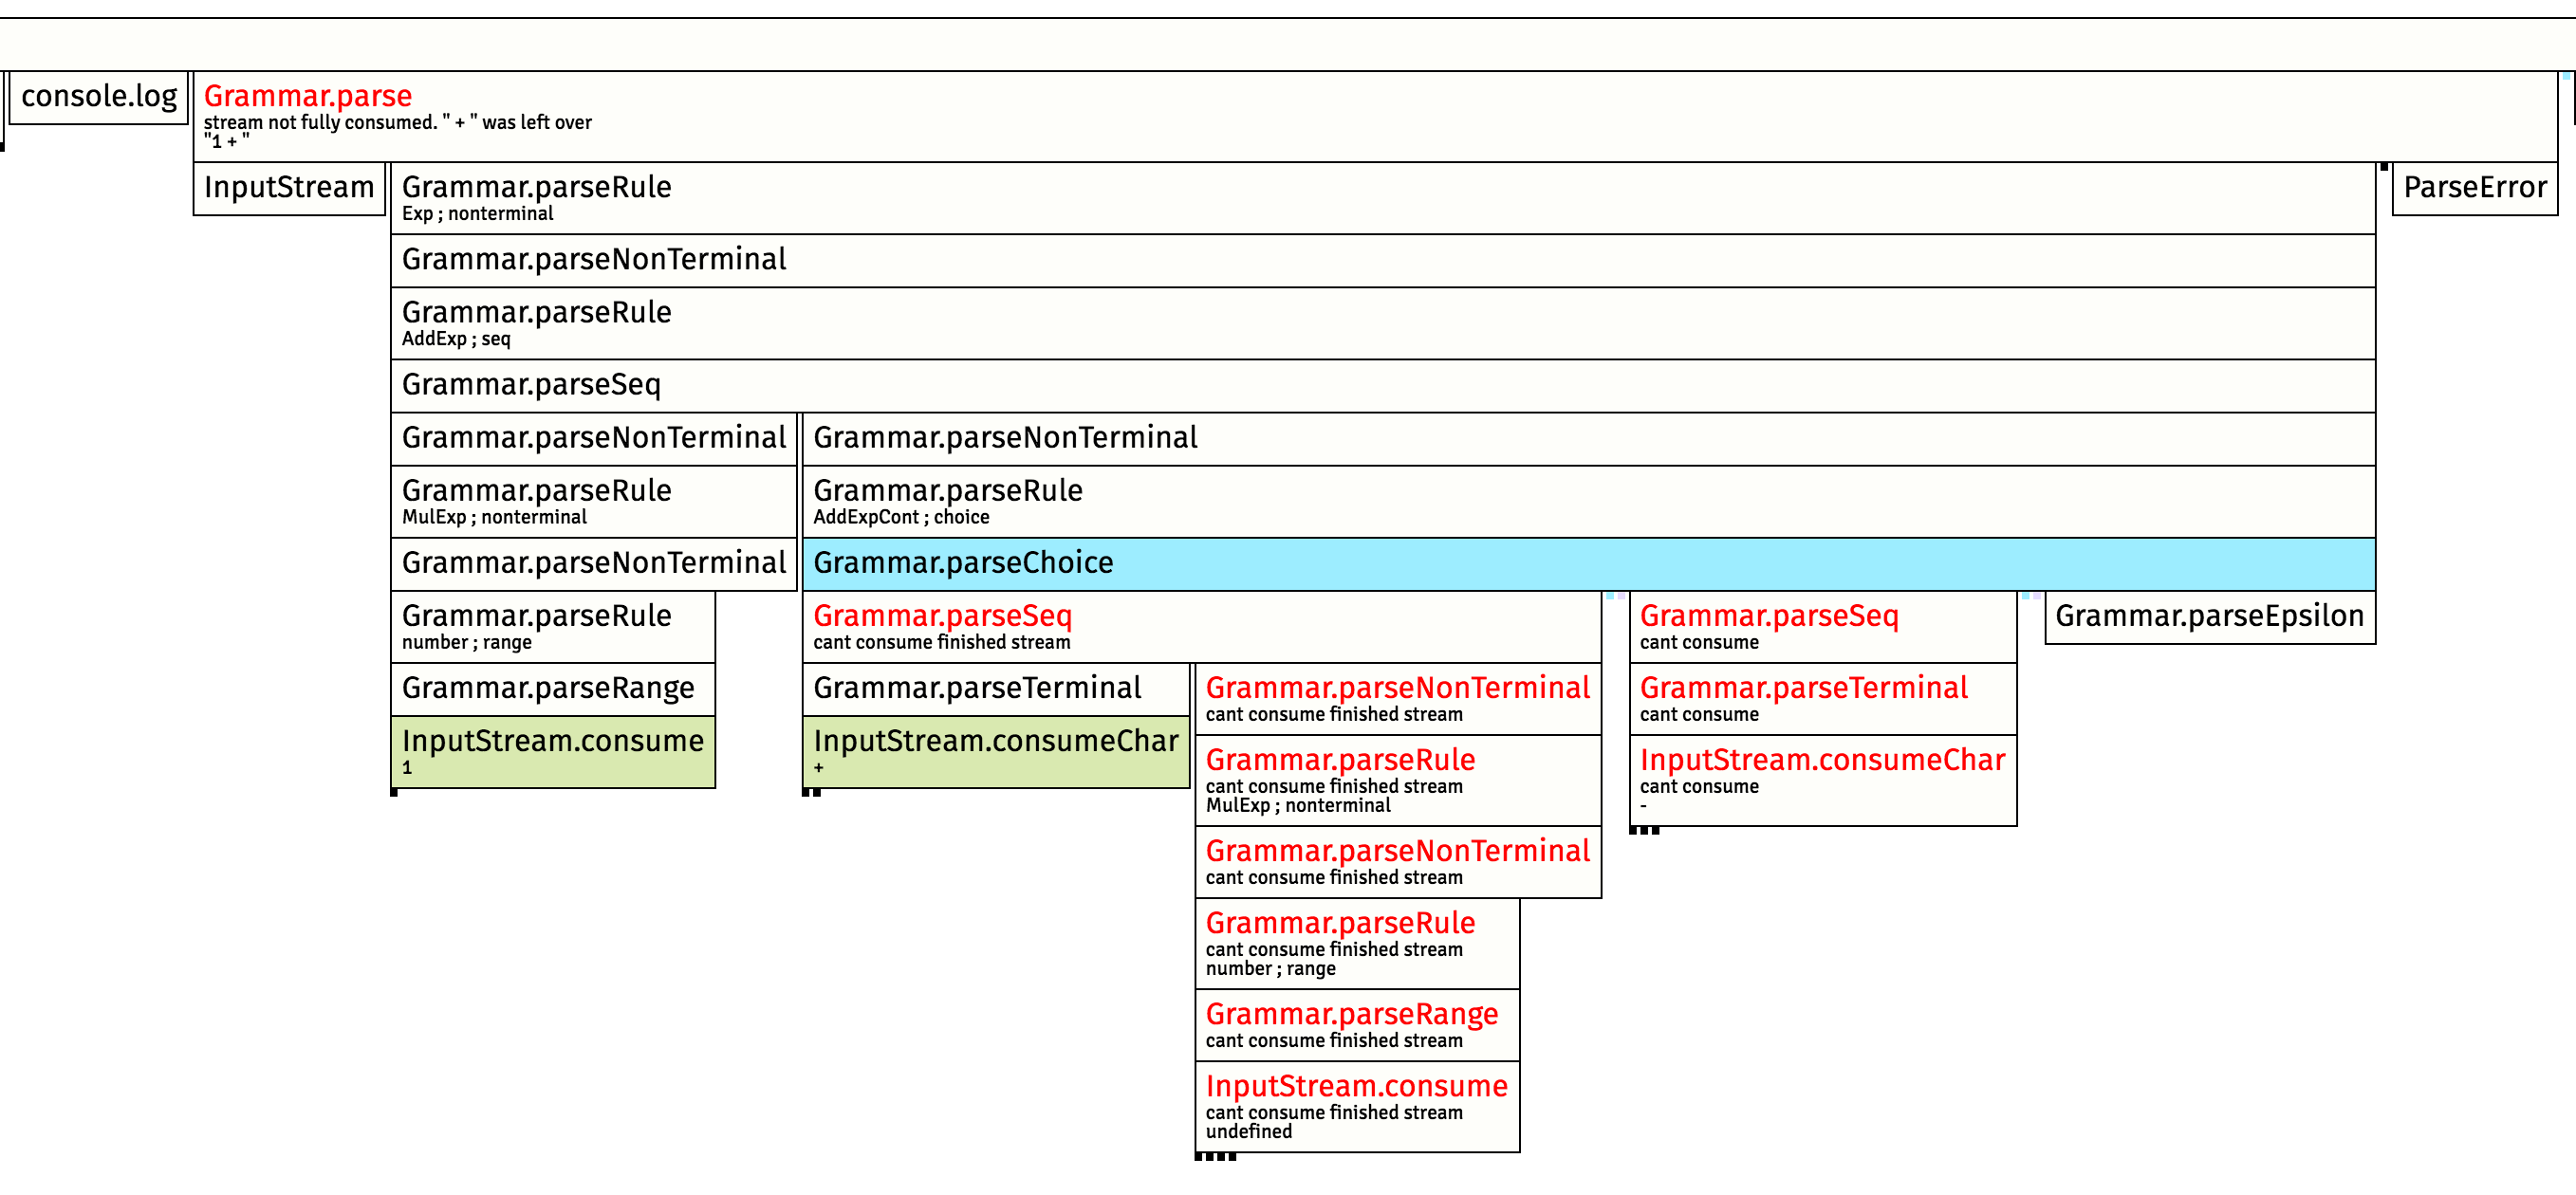 console.log
Grammar.parse
stream not fully consumed. " + " was left over
"1 + "
InputStream
Grammar.parseRule
Exp ; nonterminal
ParseError
Grammar.parseNonTerminal
Grammar.parseRule
AddExp ; seq
Grammar.parseSeq
Grammar.parseNonTerminal
Grammar.parseNonTerminal
Grammar.parseRule
MulExp ; nonterminal
Grammar.parseRule
AddExpCont ; choice
Grammar.parseNonTerminal
Grammar.parseChoice
Grammar.parseRule
number ; range
Grammar.parseSeq
cant consume finished stream
Grammar.parseSeq
cant consume
Grammar.parseEpsilon
Grammar.parseRange
Grammar.parseTerminal
Grammar.parseNonTerminal
cant consume finished stream
Grammar.parseTerminal
cant consume
InputStream.consume
1
InputStream.consumeChar
+
Grammar.parseRule
cant consume finished stream
MulExp ; nonterminal
InputStream.consumeChar
cant consume
-
Grammar.parseNonTerminal
cant consume finished stream
Grammar.parseRule
cant consume finished stream
number ; range
Grammar.parseRange
cant consume finished stream
InputStream.consume
cant consume finished stream
undefined